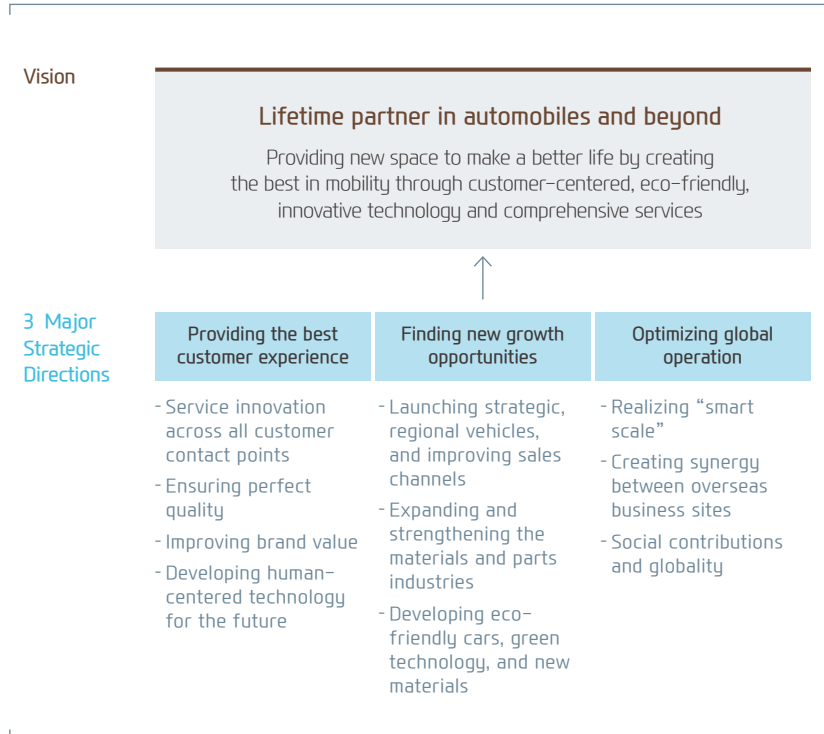 Vision
Lifetime partner in automobiles and beyond
Providing new space to make a better life by creating
the best in mobility through customer-centered, eco-friendly,
innovative technology and comprehensive services
3 Major
Strategic
Directions
Providing the best
customer experience
- Service innovation
across all customer
contact points
- Ensuring perfect
quality
- Improving brand value
- Developing human-
centered technology
for the future
Finding new growth
opportunities
- Launching strategic,
regional vehicles,
and improving sales
channels
- Expanding and
strengthening the
materials and parts
industries
- Developing eco-
friendly cars, green
technology, and new
materials
Optimizing global
operation
- Realizing “smart
scale”
- Creating synergy
between overseas
business sites
- Social contributions
and globality